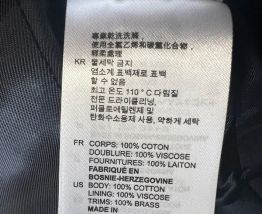 專業乾洗洗滌,
使用全氯乙烯和碳氫化合物,
輕柔處理
KR 물세탁 금지
염소계 표백제로 표백
할 수 없음
최고 온도 110 ° C 다림질
전문 드라이클리닝,
퍼클로로에틸렌 및
탄화수소용제 사용, 약하게 세탁
FR CORPS: 100% COTON
DOUBLURE: 100% VISCOSE
FOURNITURES: 100% LAITON
FABRIQUÉ EN
BOSNIE-HERZEGOVINE
US BODY: 100% COTTON
LINING: 100% VISCOSE
TRIMS: 100% BRASS
MADE IN